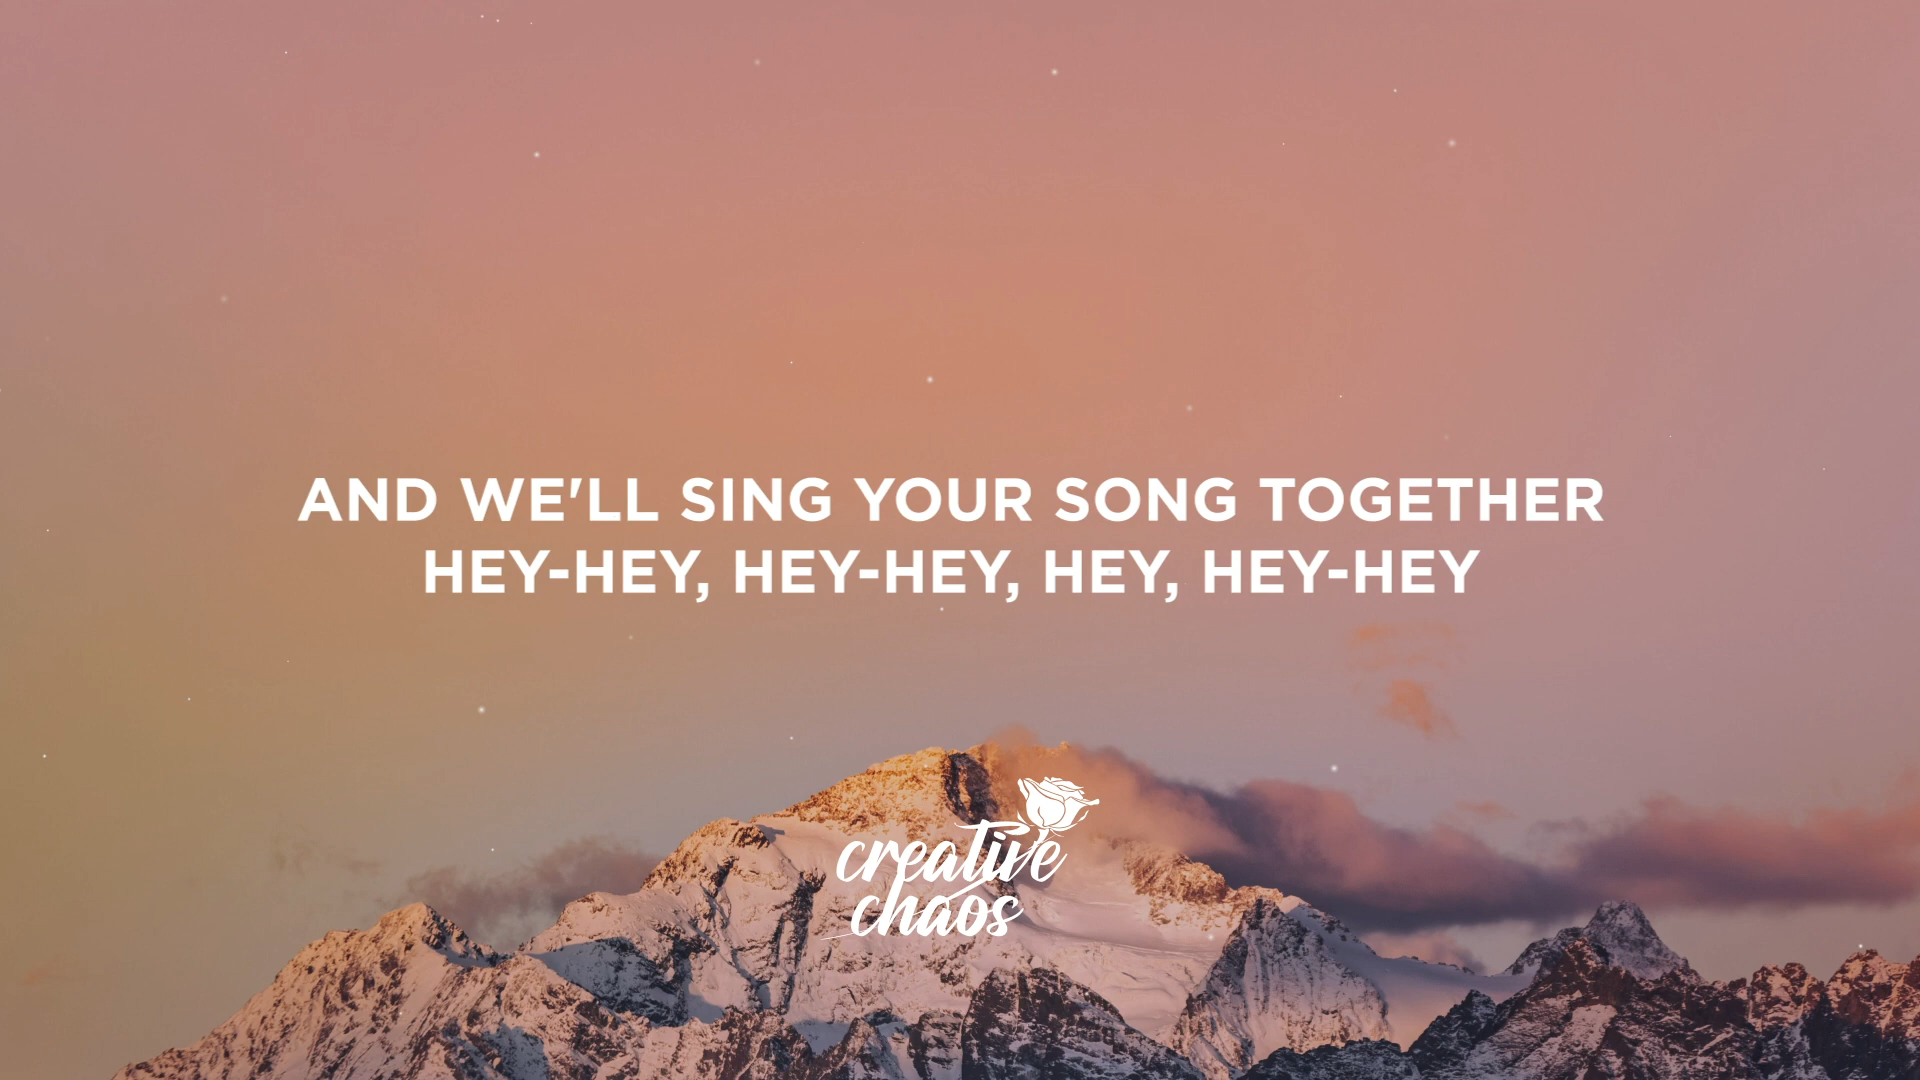 AND WE'LL SING YOUR SONG TOGETHER
HEY-HEY, HEY-HEY, HEY, HEY-HEY
creative
chaos